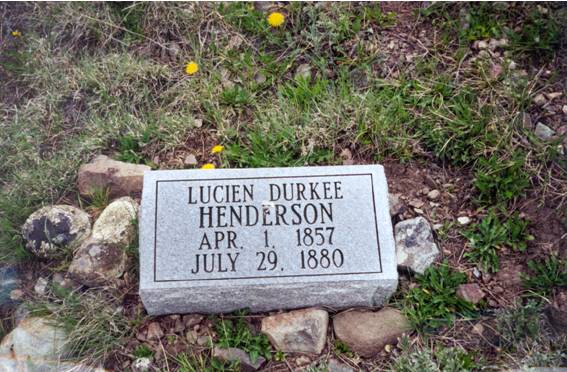 LUCIEN DURKEE
HENDERSON
APR. 1, 1857
JULY 29, 1880